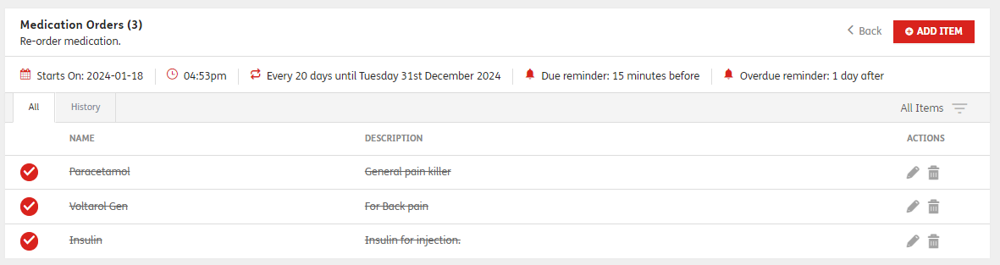 Medication Orders (3)
Re-order medication.
Back
ADD ITEM
Starts On: 2024-01-18 04:53pm Every 20 days until Tuesday 31st December 2024 Due reminder: 15 minutes before Overdue reminder: 1 day after
All History All Items
NAME DESCRIPTION ACTIONS
Paracetamol General pain killer
Voltarol Gen For Back pain
Insulin Insulin for injection.